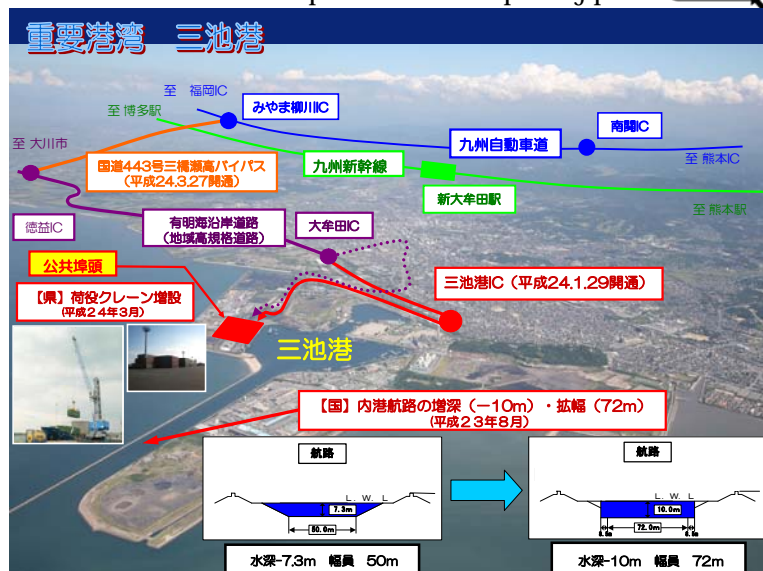 重要港湾　三池港
至　福岡IC
みやま柳川IC
至 博多駅
南関IC
九州自動車道
至 大川市
至 熊本IC
国道443号三橋瀬高バイパス
（平成24.3.27開通）
九州新幹線
新大牟田駅
至 熊本駅
徳益IC
有明海沿岸道路
（地域高規格道路）
大牟田IC
公共埠頭
三池港IC（平成24.1.29開通）
【県】荷役クレーン増設
（平成２４年３月）
三池港
【国】内港航路の増深（－10m）・拡幅（72m）
（平成２３年８月）
航路
L. W. L
7.3m
50.0m
水深-7.3m　幅員　50m
航路
L. W. L
10.0m
72.0m
水深-10m　幅員　72m